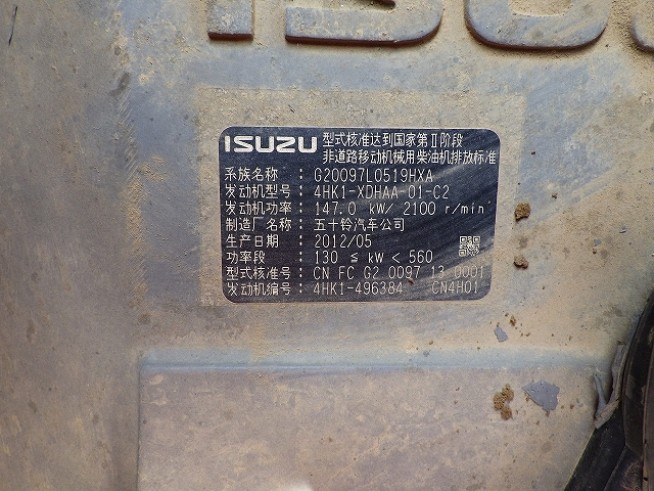 ISUZU
ISUZU 型式核准达到国家第Ⅱ阶段
非道路移动机械用柴油机排放标准
系族名称： G20097L0519HXA
发动机型号： 4HK1-XDHAA-01-C2
发动机功率： 147.0 kW/ 2100 r/min
制造厂名称： 五十铃汽车公司
生产日期： 2012/05
功率段： 130 ≦ kW < 560
型式核准号： CN FC G2 0097 13 0001
发动机编号： 4HK1-496384 CN4H01